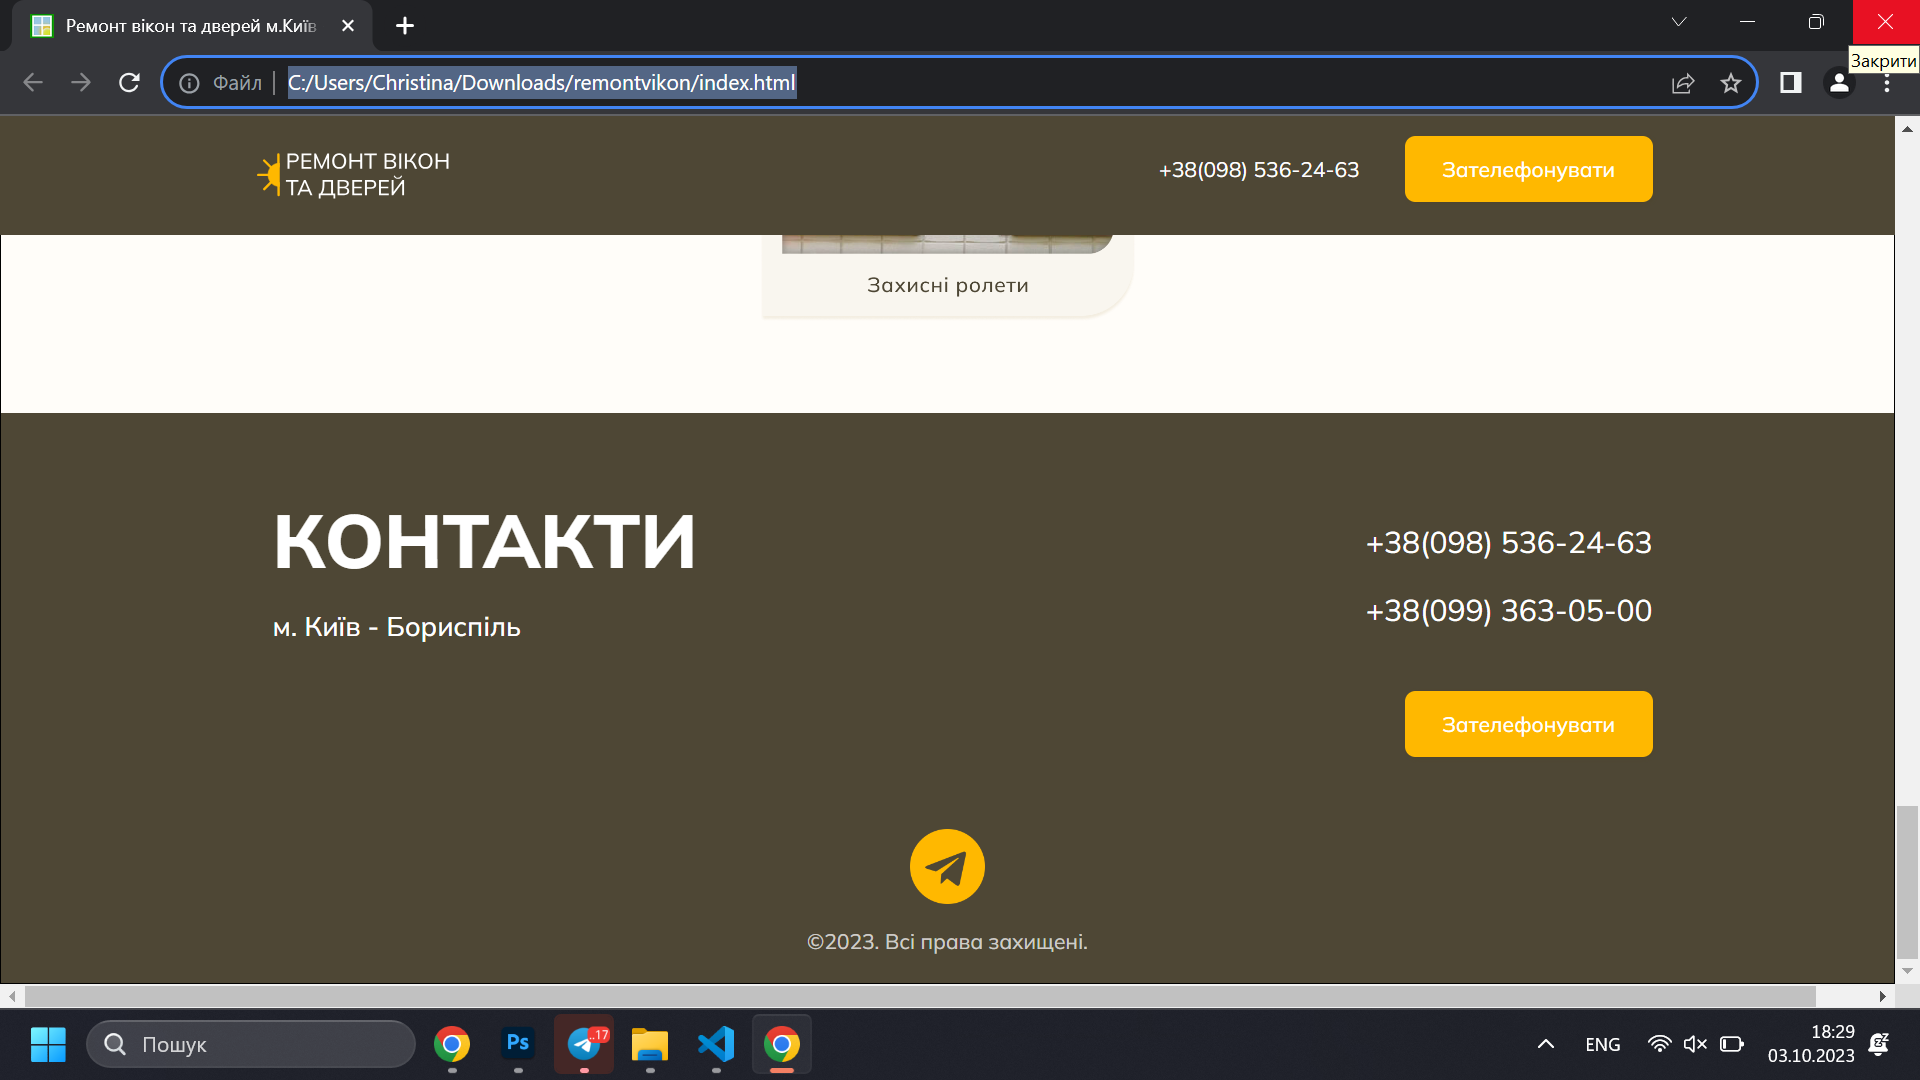 Ремонт вікон та дверей м.Київ
Закрити
Файл
C:/Users/Christina/Downloads/remontvikon/index.html
РЕМОНТ ВІКОН
ТА ДВЕРЕЙ
+38(098) 536-24-63
Зателефонувати
Захисні ролети
КОНТАКТИ
м. Київ - Бориспіль
+38(098) 536-24-63
+38(099) 363-05-00
Зателефонувати
©2023. Всі права захищені.
Пошук
Ps
..17
ENG
18:29
03.10.2023